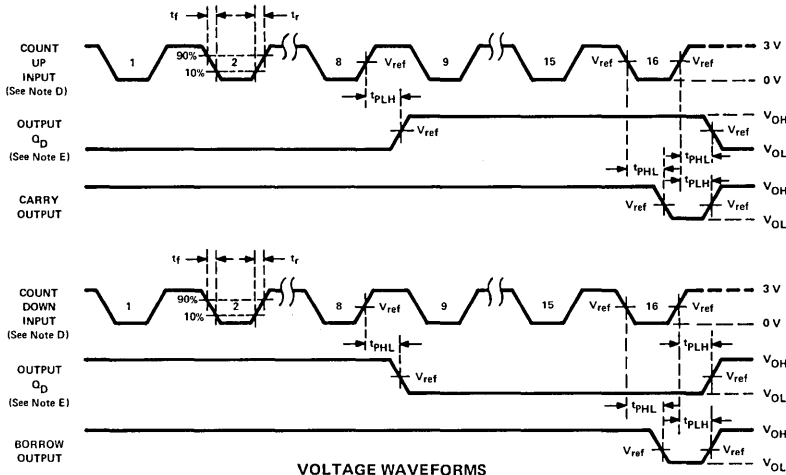 tf tr
COUNT
UP
INPUT
(See Note D)
90%
10%
1 2 8 9 15 16
Vref Vref Vref
3 V
0 V
tPLH
OUTPUT
QD
(See Note E)
Vref Vref
VOH
VOL
tPHL tPHL
tPLH
CARRY
OUTPUT
Vref Vref
VOH
VOL
tf tr
COUNT
DOWN
INPUT
(See Note D)
90%
10%
1 2 8 9 15 16
Vref Vref Vref
3 V
0 V
tPHL tPLH
OUTPUT
QD
(See Note E)
Vref Vref
VOH
VOL
tPHL tPLH
BORROW
OUTPUT
Vref Vref
VOH
VOL
VOLTAGE WAVEFORMS